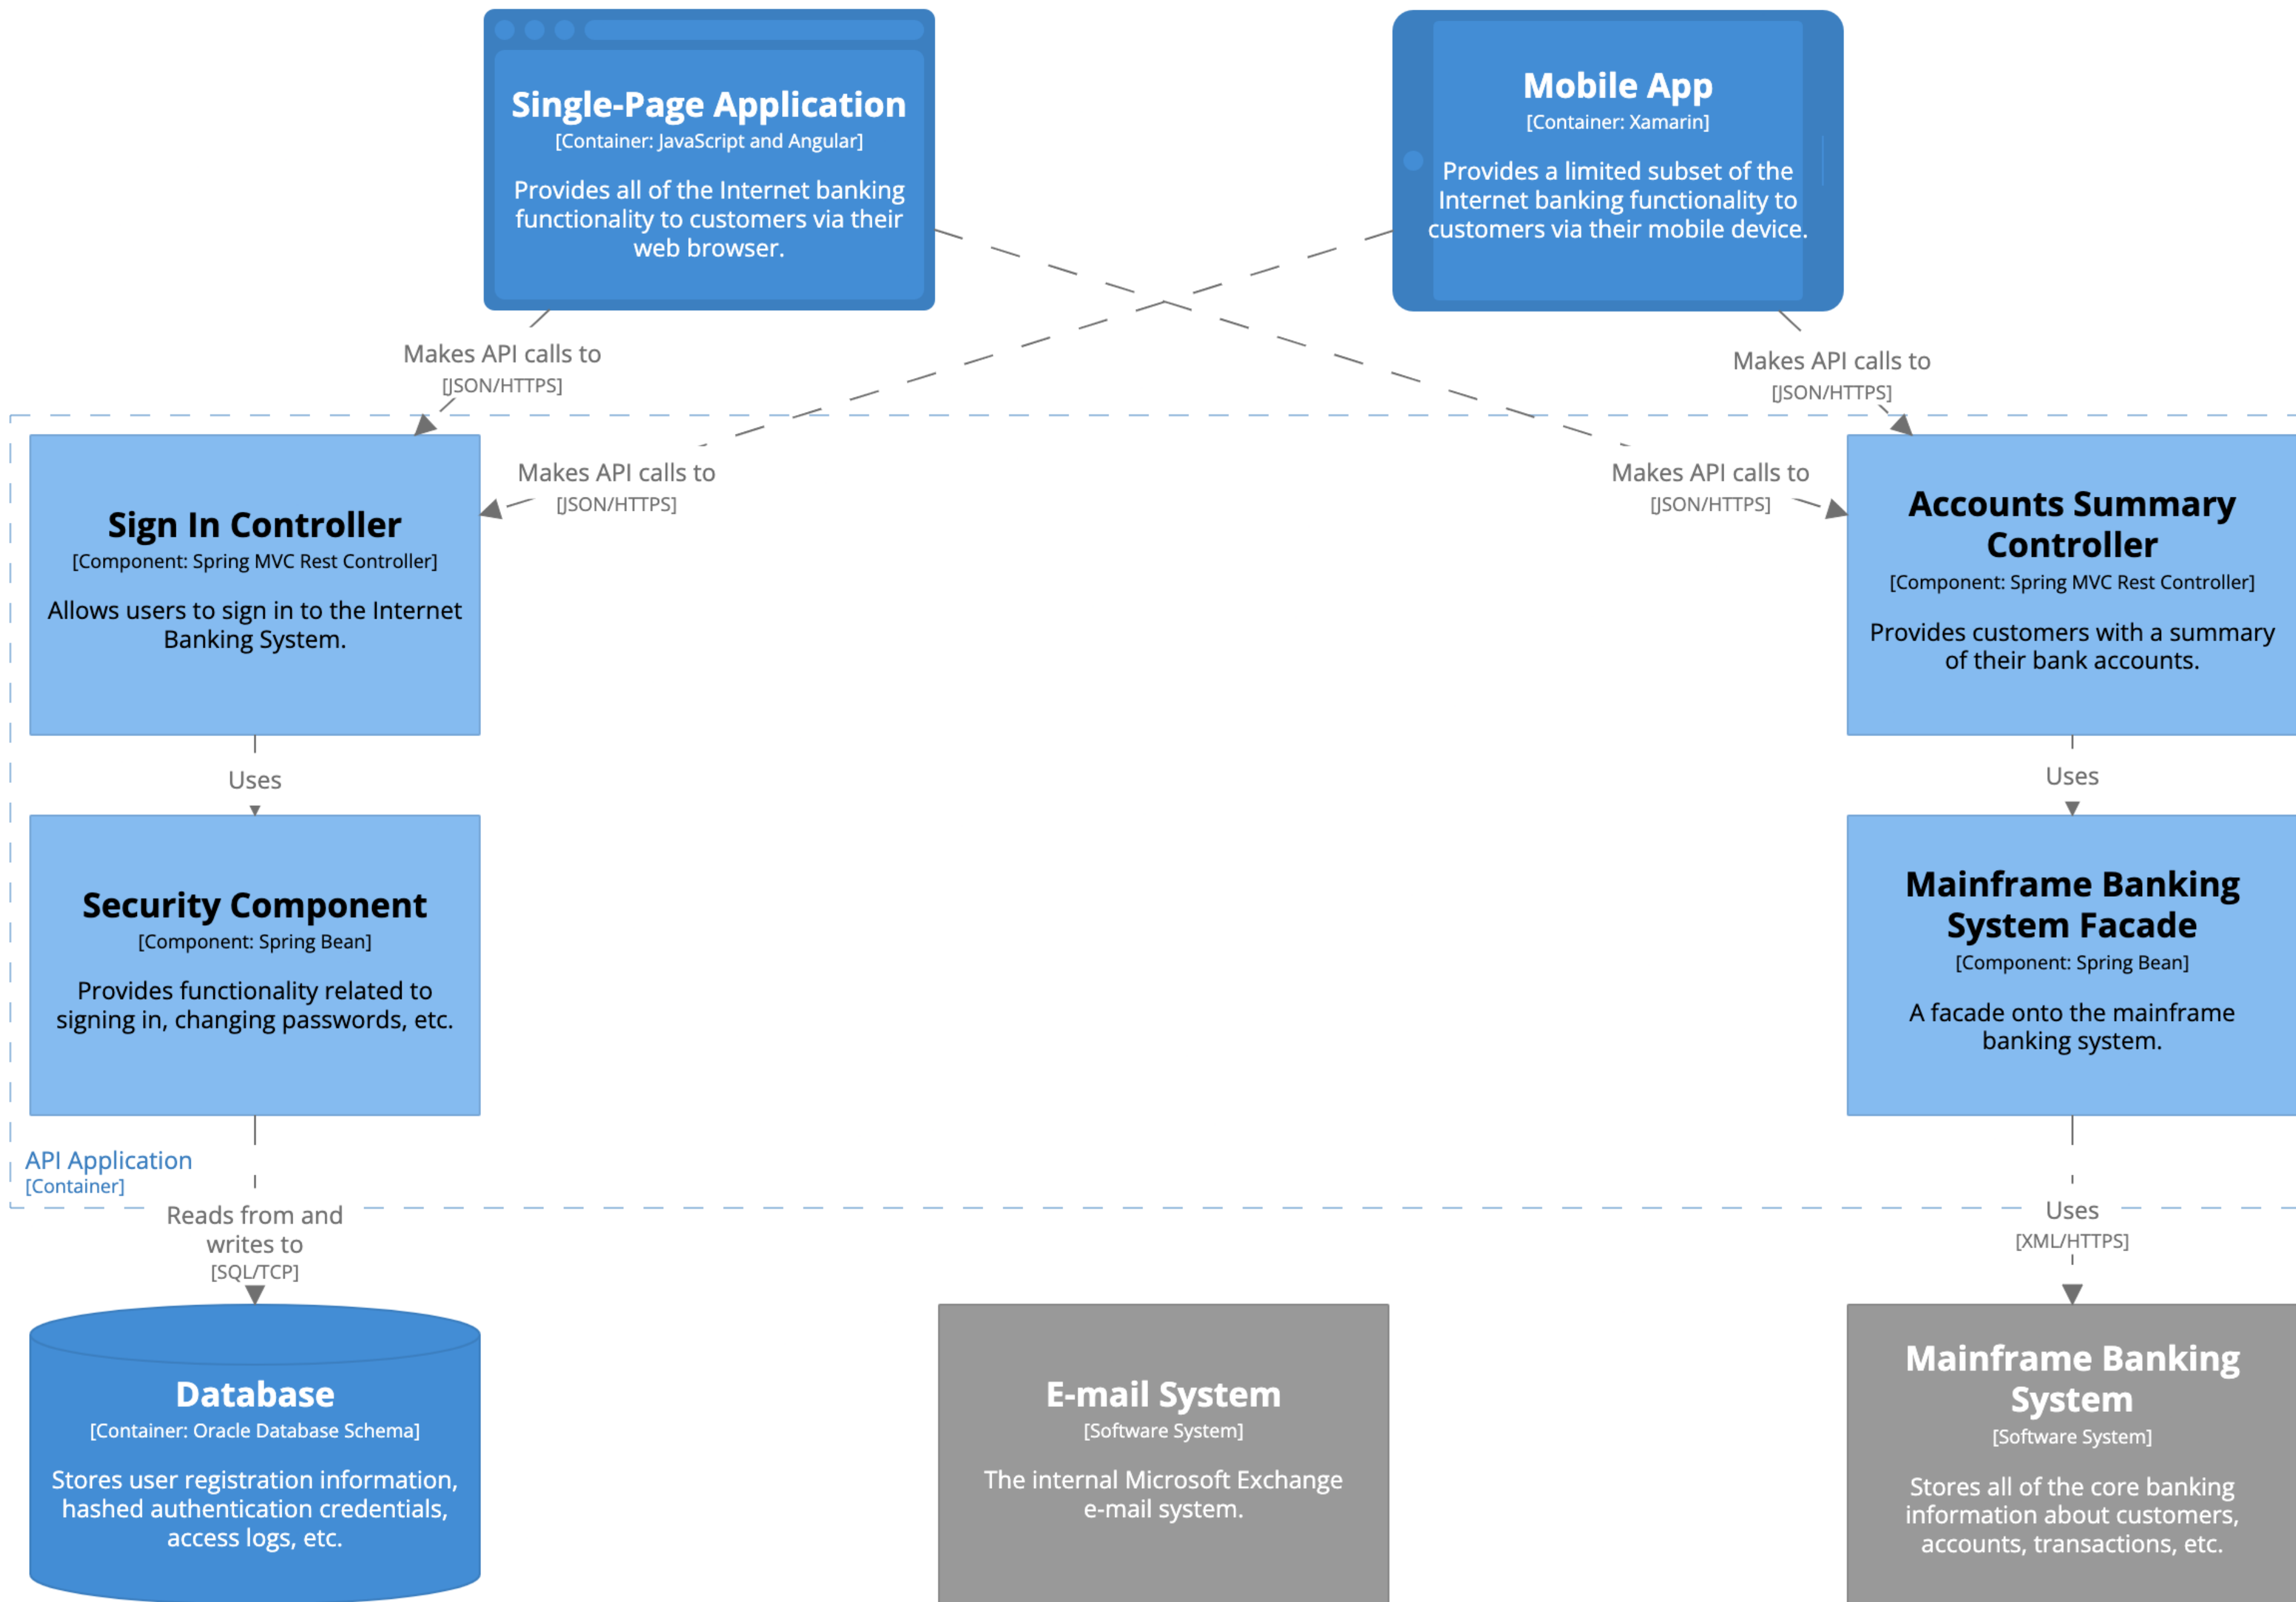 Single-Page Application
[Container: JavaScript and Angular]
Provides all of the Internet banking
functionality to customers via their
web browser.
Mobile App
[Container: Xamarin]
Provides a limited subset of the
Internet banking functionality to
customers via their mobile device.
Makes API calls to
[JSON/HTTPS]
Makes API calls to
[JSON/HTTPS]
Makes API calls to
[JSON/HTTPS]
Makes API calls to
[JSON/HTTPS]
Sign In Controller
[Component: Spring MVC Rest Controller]
Allows users to sign in to the Internet
Banking System.
Accounts Summary
Controller
[Component: Spring MVC Rest Controller]
Provides customers with a summary
of their bank accounts.
Uses
Uses
Security Component
[Component: Spring Bean]
Provides functionality related to
signing in, changing passwords, etc.
Mainframe Banking
System Facade
[Component: Spring Bean]
A facade onto the mainframe
banking system.
API Application
[Container]
Reads from and
writes to
[SQL/TCP]
Uses
[XML/HTTPS]
Database
[Container: Oracle Database Schema]
Stores user registration information,
hashed authentication credentials,
access logs, etc.
E-mail System
[Software System]
The internal Microsoft Exchange
e-mail system.
Mainframe Banking
System
[Software System]
Stores all of the core banking
information about customers,
accounts, transactions, etc.